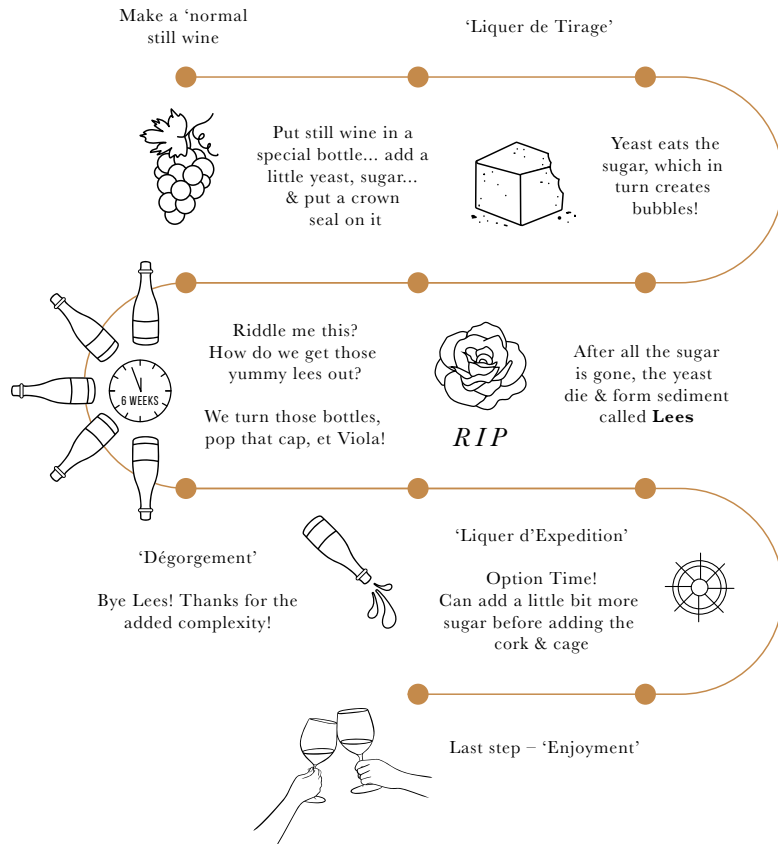 Make a ‘normal
still wine
‘Liquer de Tirage’
Put still wine in a
special bottle... add a
little yeast, sugar...
& put a crown
seal on it
Yeast eats the
sugar, which in
turn creates
bubbles!
After all the sugar
is gone, the yeast
die & form sediment
called Lees
RIP
Riddle me this?
How do we get those
yummy lees out?
We turn those bottles,
pop that cap, et Viola!
6 WEEKS
‘Dégorgement’
Bye Lees! Thanks for the
added complexity!
‘Liquer d’Expedition’
Option Time!
Can add a little bit more
sugar before adding the
cork & cage
Last step – ‘Enjoyment’